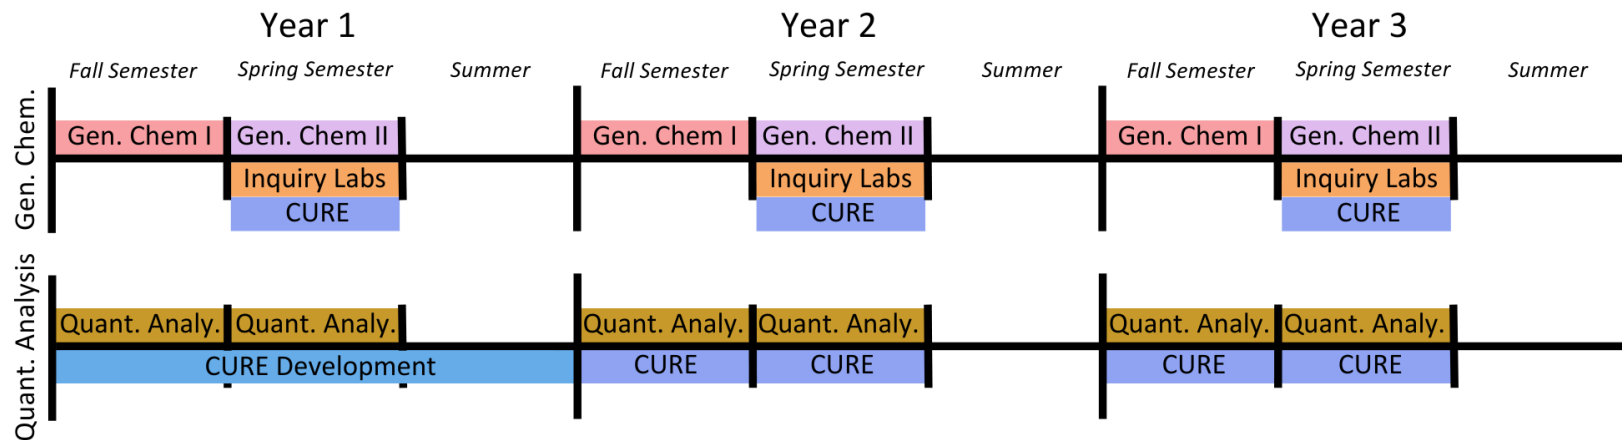 Year 1 Year 2 Year 3
Fall Semester Spring Semester Summer Fall Semester Spring Semester Summer Fall Semester Spring Semester Summer
Gen. Chem.
Gen. Chem I Gen. Chem II Gen. Chem I Gen. Chem II Gen. Chem I Gen. Chem II
Inquiry Labs Inquiry Labs Inquiry Labs
CURE CURE CURE
Quant. Analysis
Quant. Analy. Quant. Analy. Quant. Analy. Quant. Analy. Quant. Analy. Quant. Analy.
CURE Development CURE CURE CURE CURE